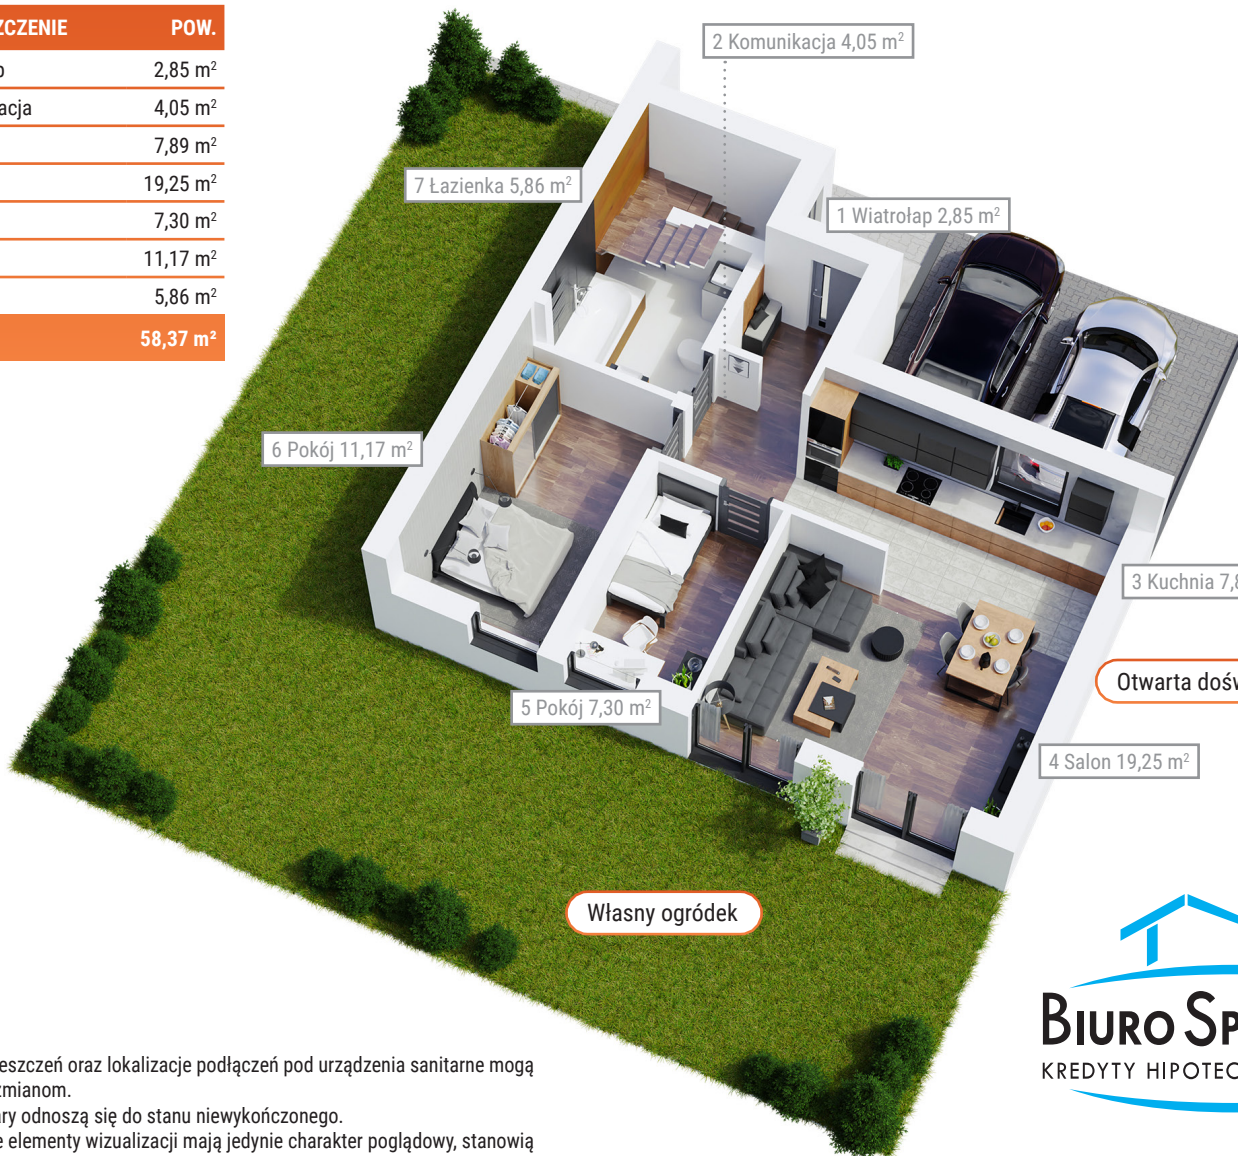 ZCZENIE POW.
2,85 m²
acja 4,05 m²
7,89 m²
19,25 m²
7,30 m²
11,17 m²
5,86 m²
58,37 m²
2 Komunikacja 4,05 m²
7 Łazienka 5,86 m²
1 Wiatrołap 2,85 m²
6 Pokój 11,17 m²
3 Kuchnia 7,8
Otwarta dośw
5 Pokój 7,30 m²
4 Salon 19,25 m²
Własny ogródek
BIURO SP
KREDYTY HIPOTEC
eszczeń oraz lokalizacje podłączeń pod urządzenia sanitarne mogą
zmianom.
ary odnoszą się do stanu niewykończonego.
e elementy wizualizacji mają jedynie charakter poglądowy, stanowią